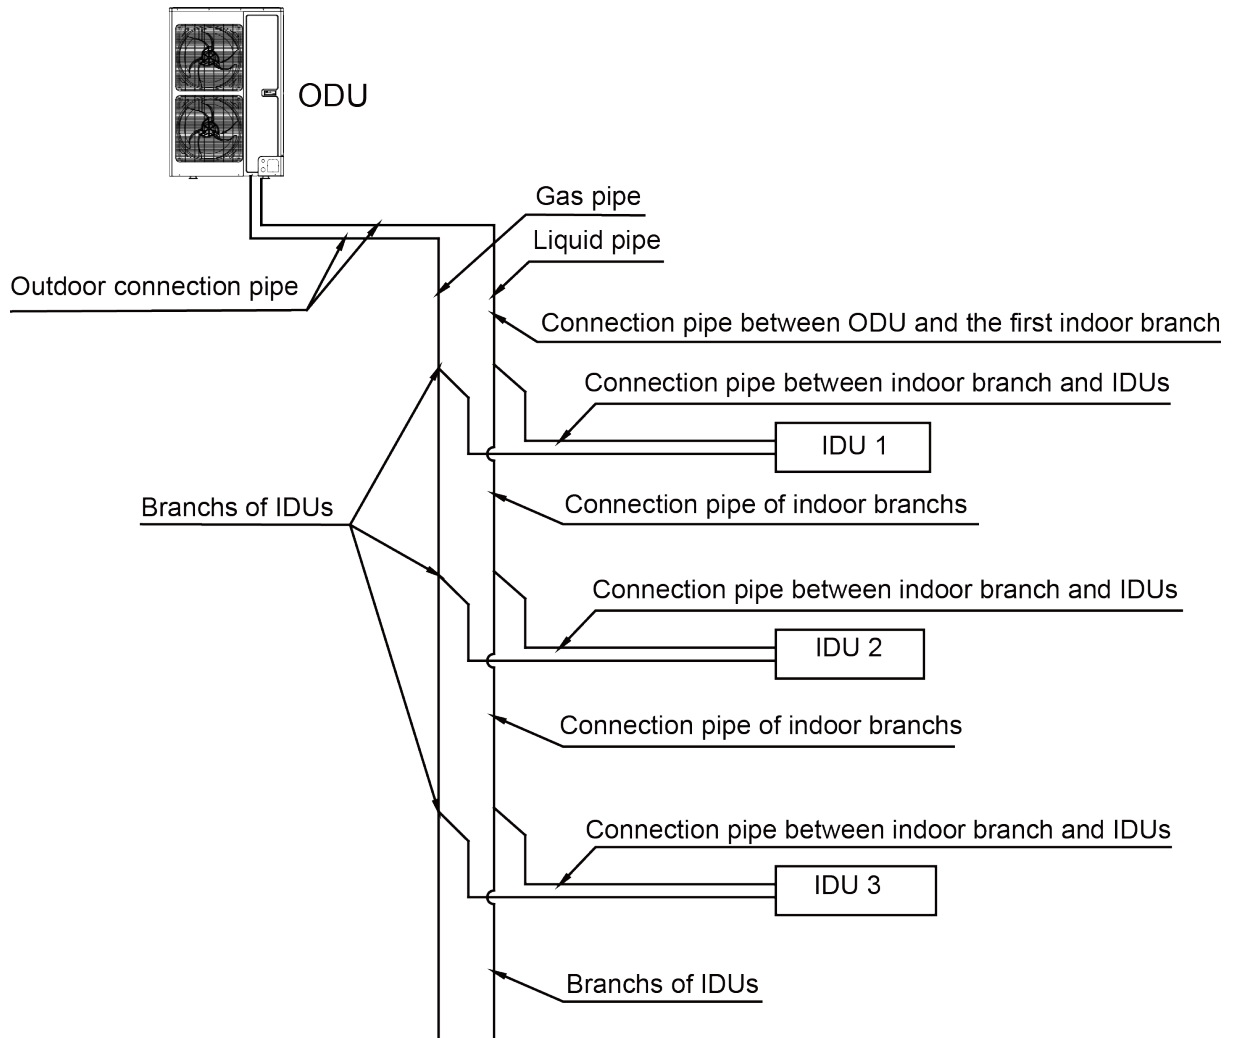 ODU
Gas pipe
Liquid pipe
Outdoor connection pipe
Connection pipe between ODU and the first indoor branch
Connection pipe between indoor branch and IDUs
IDU 1
Branchs of IDUs
Connection pipe of indoor branchs
Connection pipe between indoor branch and IDUs
IDU 2
Connection pipe of indoor branchs
Connection pipe between indoor branch and IDUs
IDU 3
Branchs of IDUs